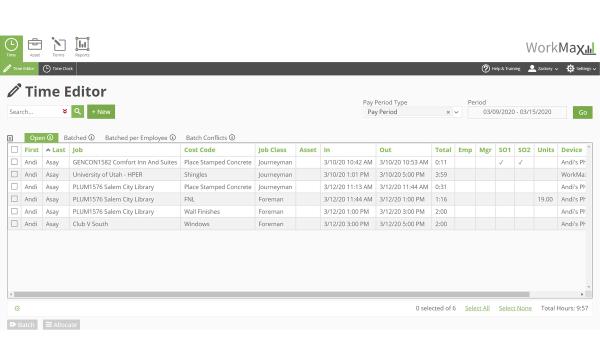 Time
Asset
Forms
Reports
WorkMax
Time Editor
Time Clock
Help & Training
Zackery
Settings
Time Editor
Search...
+ New
Pay Period Type
Pay Period
Period
03/09/2020 - 03/15/2020
Go
Open
Batched
Batched per Employee
Batch Conflicts
First Last Job Cost Code Job Class Asset In Out Total Emp Mgr SO1 SO2 Units Device
Andi Asay GENCON1582 Comfort Inn And Suites Place Stamped Concrete Journeyman 3/10/20 10:42 AM 3/10/20 10:53 AM 0:11 ✓ ✓ Andi's Ph
Andi Asay University of Utah - HPER Shingles Journeyman 3/10/20 1:01 PM 3/10/20 5:00 PM 3:59 WorkMa:
Andi Asay PLUM1576 Salem City Library Place Stamped Concrete Journeyman 3/12/20 11:13 AM 3/12/20 11:44 AM 0:31 Andi's Ph
Andi Asay PLUM1576 Salem City Library FNL Foreman 3/12/20 11:44 AM 3/12/20 1:00 PM 1:16 19.00 Andi's Ph
Andi Asay PLUM1576 Salem City Library Wall Finishes Foreman 3/12/20 1:00 PM 3/12/20 3:00 PM 2:00 Andi's Ph
Andi Asay Club V South Windows Foreman 3/12/20 3:00 PM 3/12/20 5:00 PM 2:00 Andi's Ph
0 selected of 6
Select All
Select None
Total Hours: 9:57
Batch
Allocate